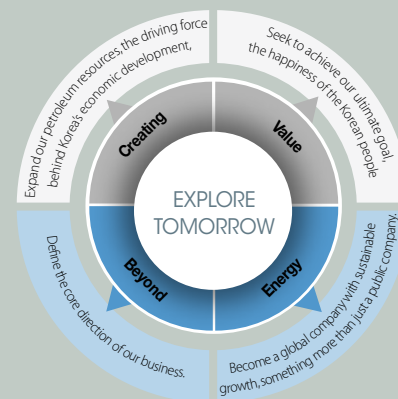 Expand our petroleum resources, the driving force
behind Korea's economic development,
Seek to achieve our ultimate goal,
the happiness of the Korean people
Creating
Value
EXPLORE
TOMORROW
Beyond
Energy
Define the core direction of our business.
Become a global company with sustainable
growth, something more than just a public company.